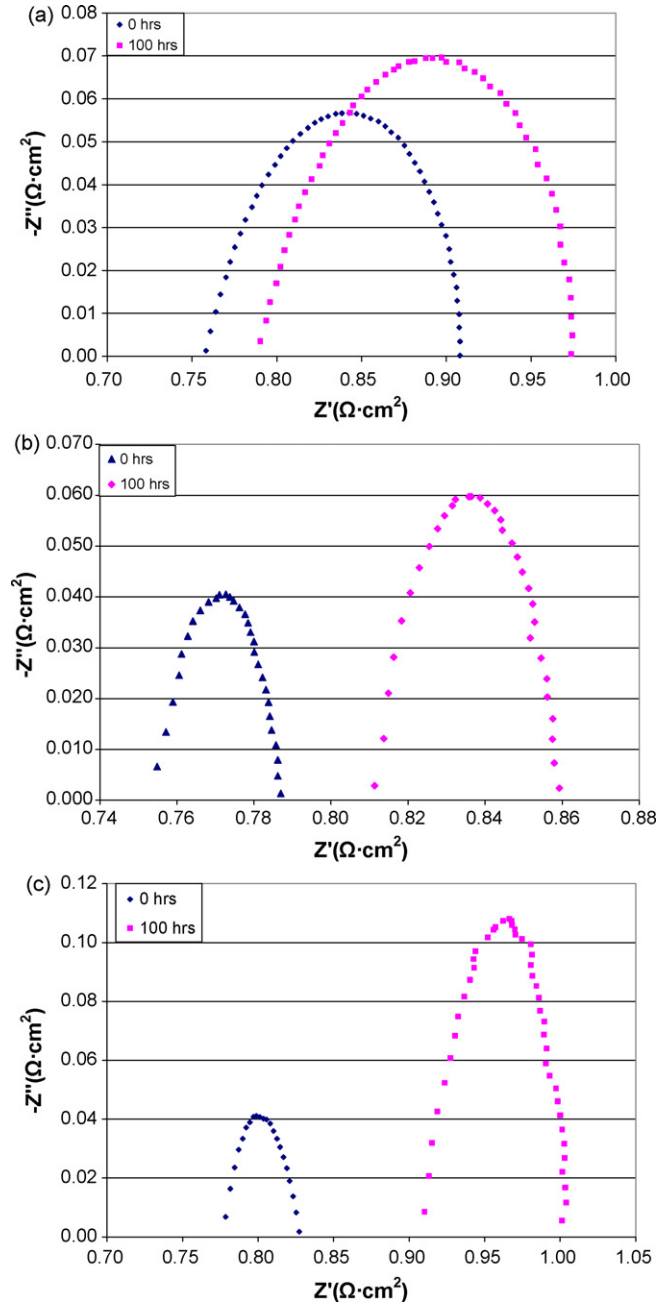 (a)
0 hrs
100 hrs
0.08
0.07
0.06
0.05
0.04
0.03
0.02
0.01
0.00
-Z''(Ω·cm²)
0.70 0.75 0.80 0.85 0.90 0.95 1.00
Z'(Ω·cm²)
(b)
0 hrs
100 hrs
0.070
0.060
0.050
0.040
0.030
0.020
0.010
0.000
-Z''(Ω·cm²)
0.74 0.76 0.78 0.80 0.82 0.84 0.86 0.88
Z'(Ω·cm²)
(c)
0 hrs
100 hrs
0.12
0.10
0.08
0.06
0.04
0.02
0.00
-Z''(Ω·cm²)
0.70 0.75 0.80 0.85 0.90 0.95 1.00 1.05
Z'(Ω·cm²)